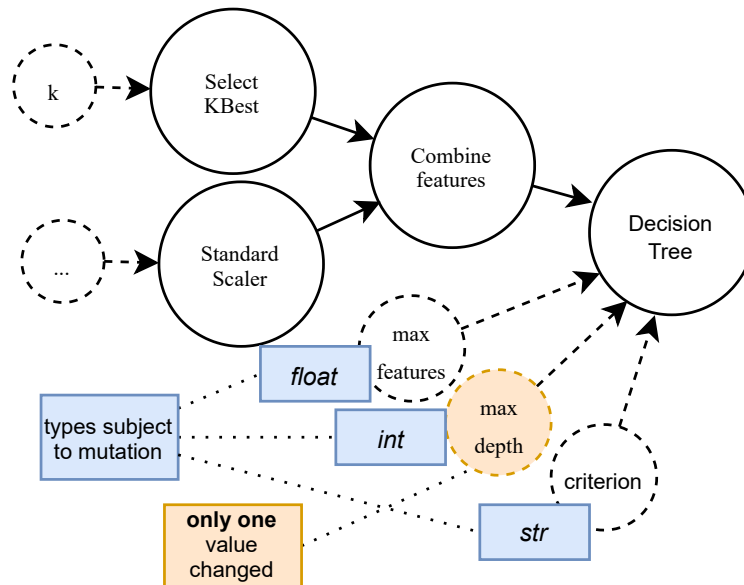 k
Select
KBest
Combine
features
...
Standard
Scaler
Decision
Tree
max
features
float
max
depth
int
types subject
to mutation
criterion
str
only one
value
changed